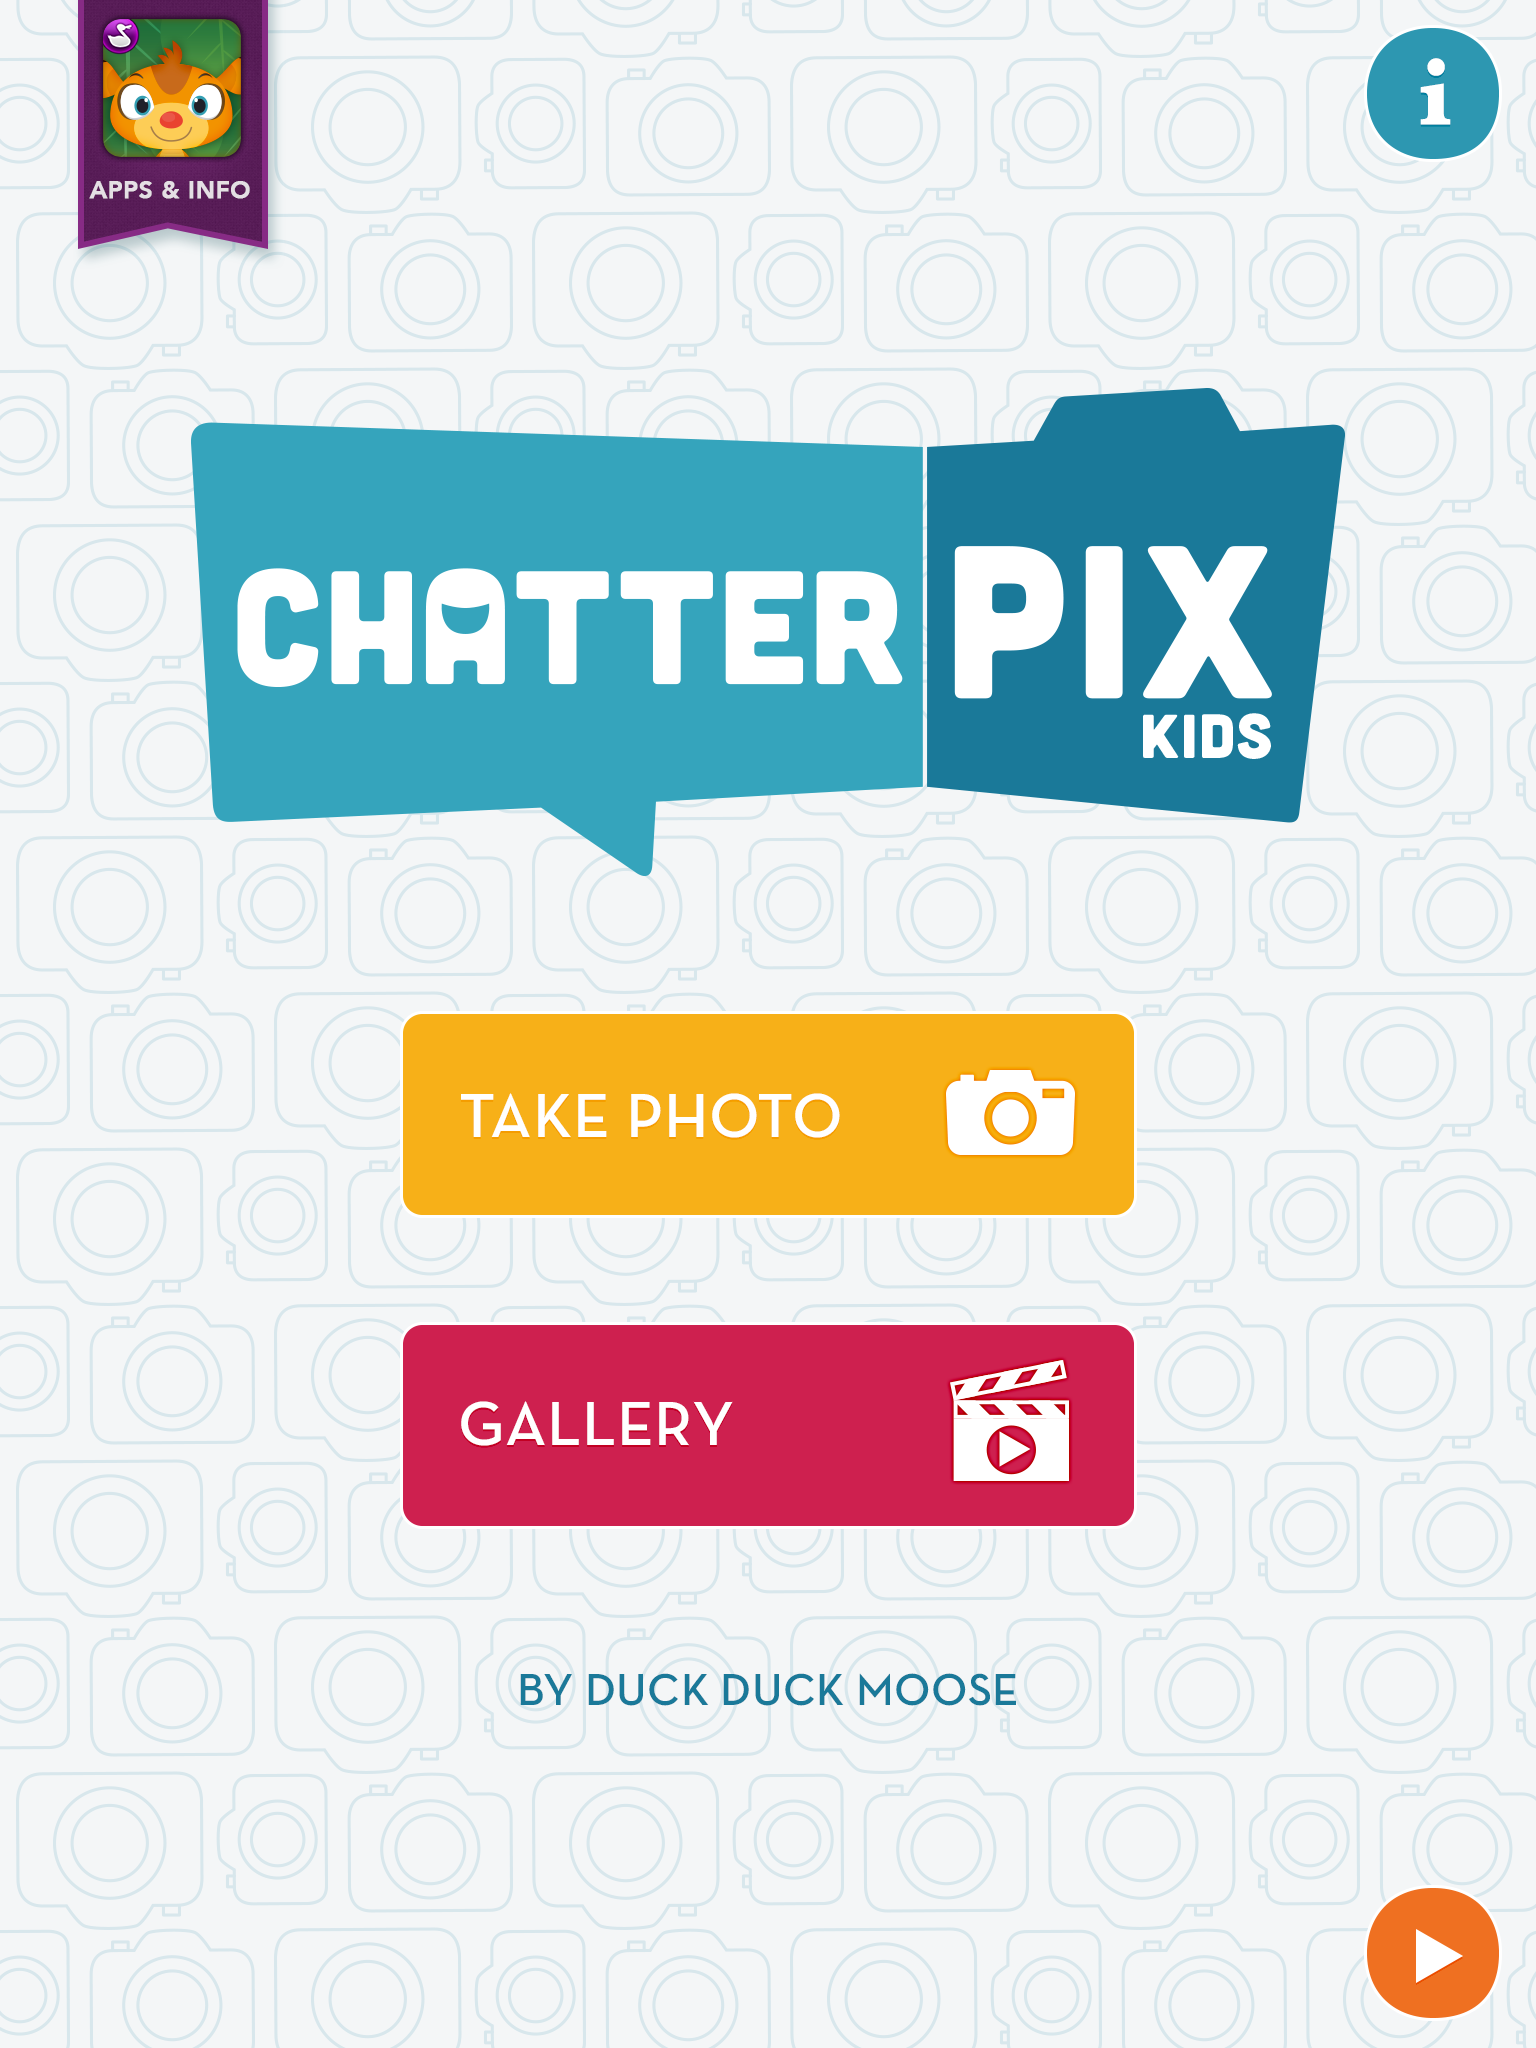 APPS & INFO
i
CHATTER PIX
KIDS
TAKE PHOTO
GALLERY
BY DUCK DUCK MOOSE